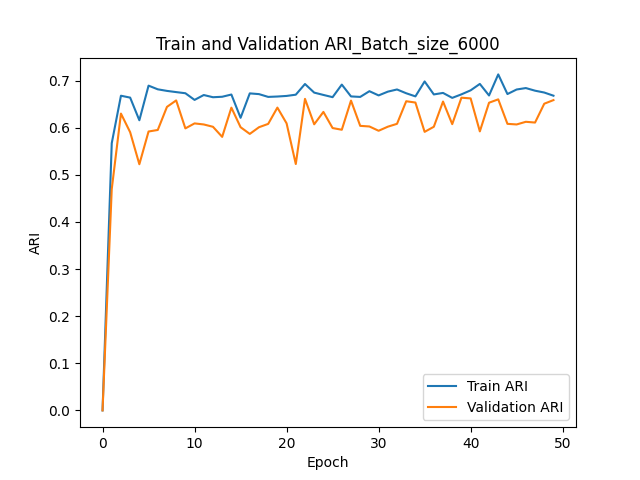 Train and Validation ARI_Batch_size_6000
0.7
0.6
0.5
0.4
0.3
0.2
0.1
0.0
ARI
Train ARI
Validation ARI
0 10 20 30 40 50
Epoch